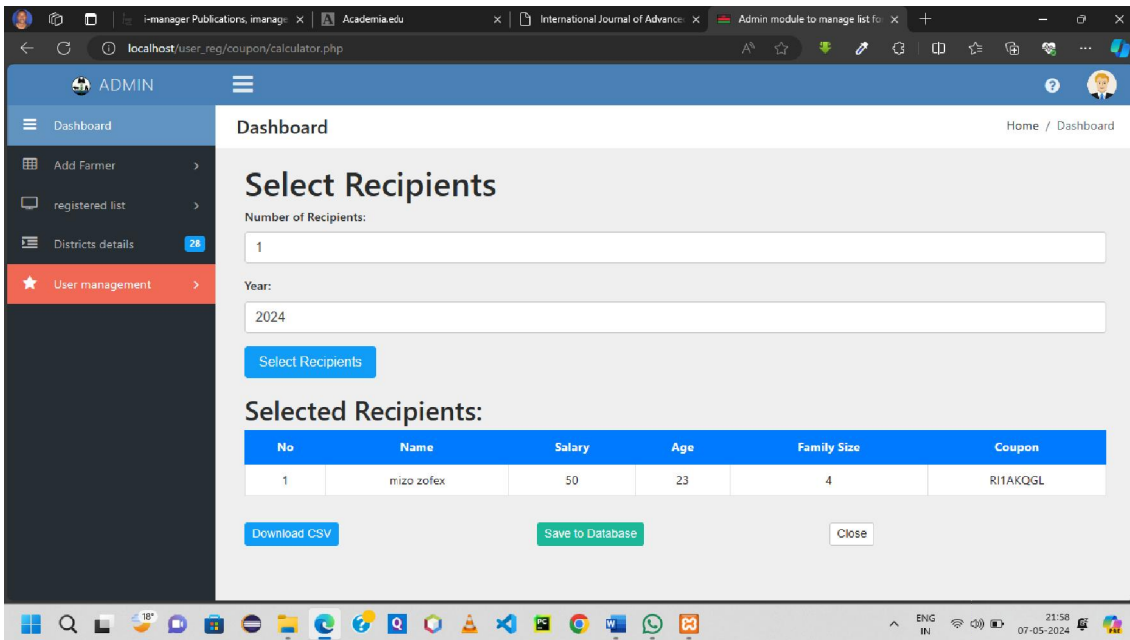 i-manager Publications, imanage
Academia.edu
International Journal of Advance
Admin module to manage list fo
localhost/user_reg/coupon/calculator.php
ADMIN
Dashboard
Dashboard
Home / Dashboard
Add Farmer
registered list
Districts details 28
User management
Select Recipients
Number of Recipients:
1
Year:
2024
Select Recipients
Selected Recipients:
No Name Salary Age Family Size Coupon
1 mizo zofex 50 23 4 RI1AKQGL
Download CSV Save to Database Close
18°
ENG
IN
21:58
07-05-2024